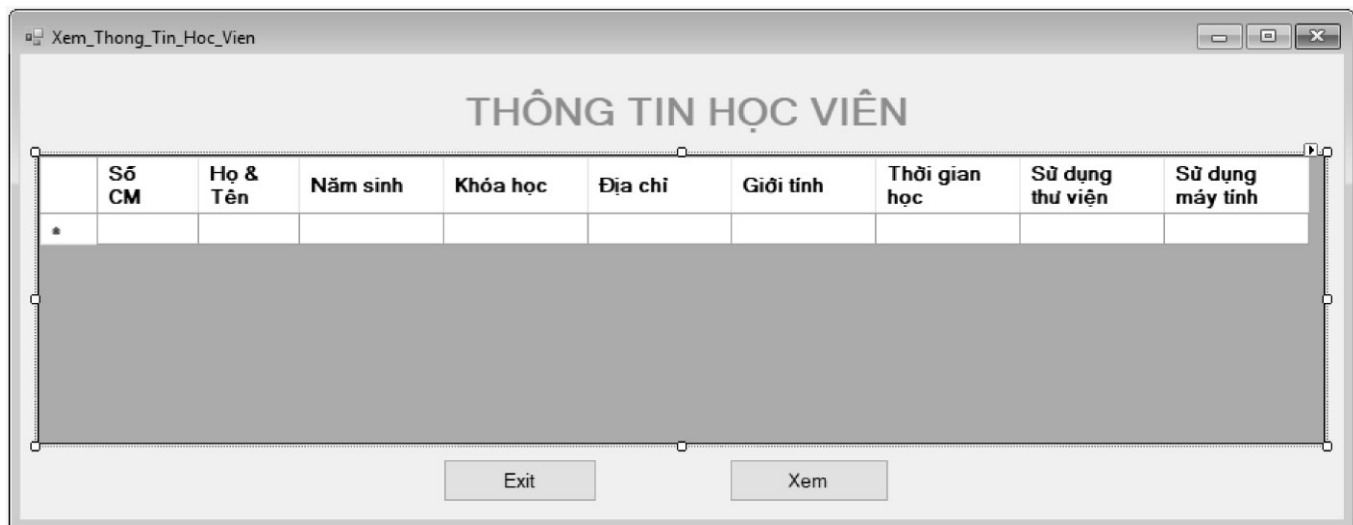 Xem_Thong_Tin_Hoc_Vien
THÔNG TIN HỌC VIÊN
Số CM
Họ & Tên
Năm sinh
Khóa học
Địa chỉ
Giới tính
Thời gian học
Sử dụng thư viện
Sử dụng máy tính
Exit
Xem